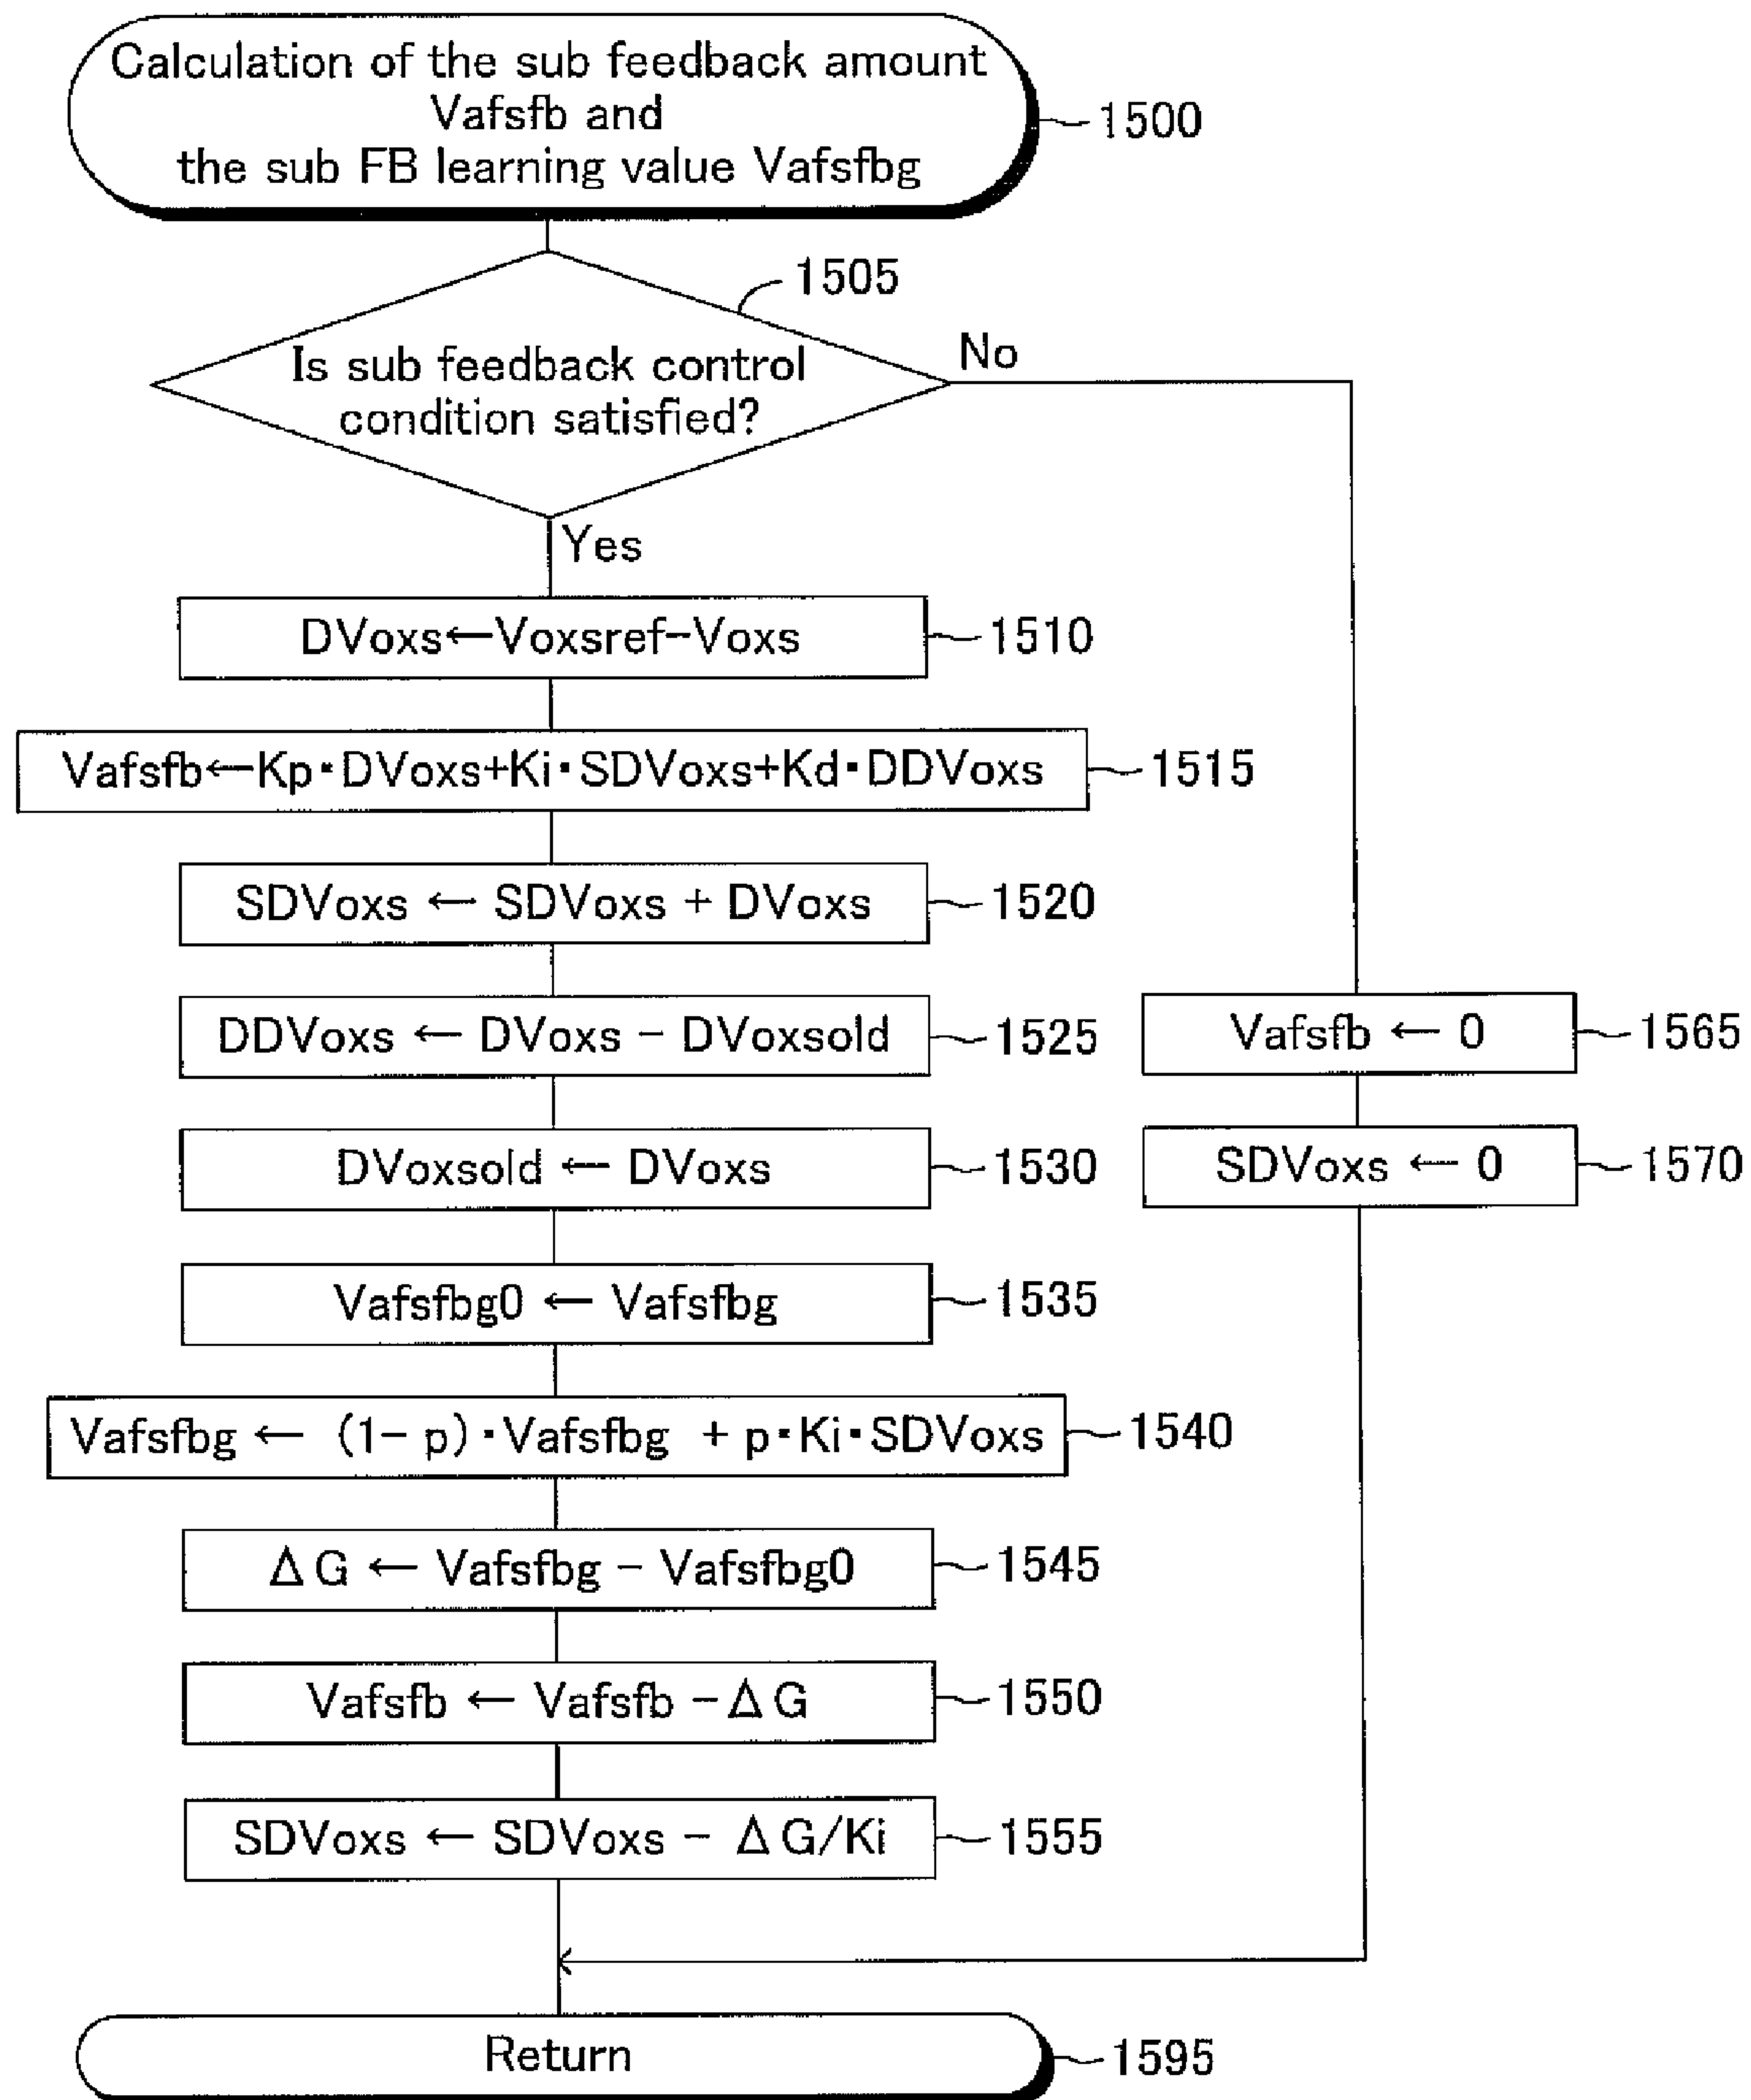 Calculation of the sub feedback amount
Vafsfb and
the sub FB learning value Vafsfbg
1500
1505
Is sub feedback control
condition satisfied?
No
Yes
DVoxs←Voxsref-Voxs
1510
Vafsfb←Kp·DVoxs+Ki·SDVoxs+Kd·DDVoxs
1515
SDVoxs ← SDVoxs + DVoxs
1520
DDVoxs ← DVoxs - DVoxsold
1525
Vafsfb ← 0
1565
DVoxsold ← DVoxs
1530
SDVoxs ← 0
1570
Vafsfbg0 ← Vafsfbg
1535
Vafsfbg ← (1- p)·Vafsfbg + p·Ki·SDVoxs
1540
ΔG ← Vafsfbg - Vafsfbg0
1545
Vafsfb ← Vafsfb -ΔG
1550
SDVoxs ← SDVoxs - ΔG/Ki
1555
Return
1595